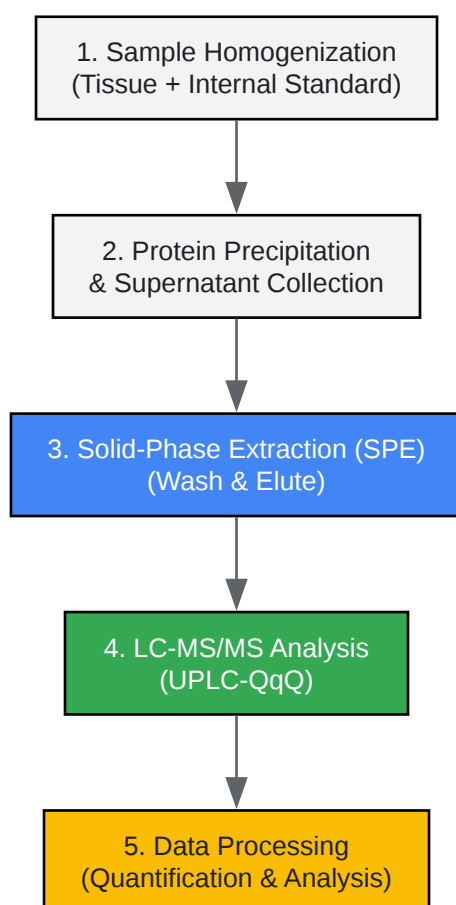 1. Sample Homogenization
(Tissue + Internal Standard)
2. Protein Precipitation
& Supernatant Collection
3. Solid-Phase Extraction (SPE)
(Wash & Elute)
4. LC-MS/MS Analysis
(UPLC-QqQ)
5. Data Processing
(Quantification & Analysis)